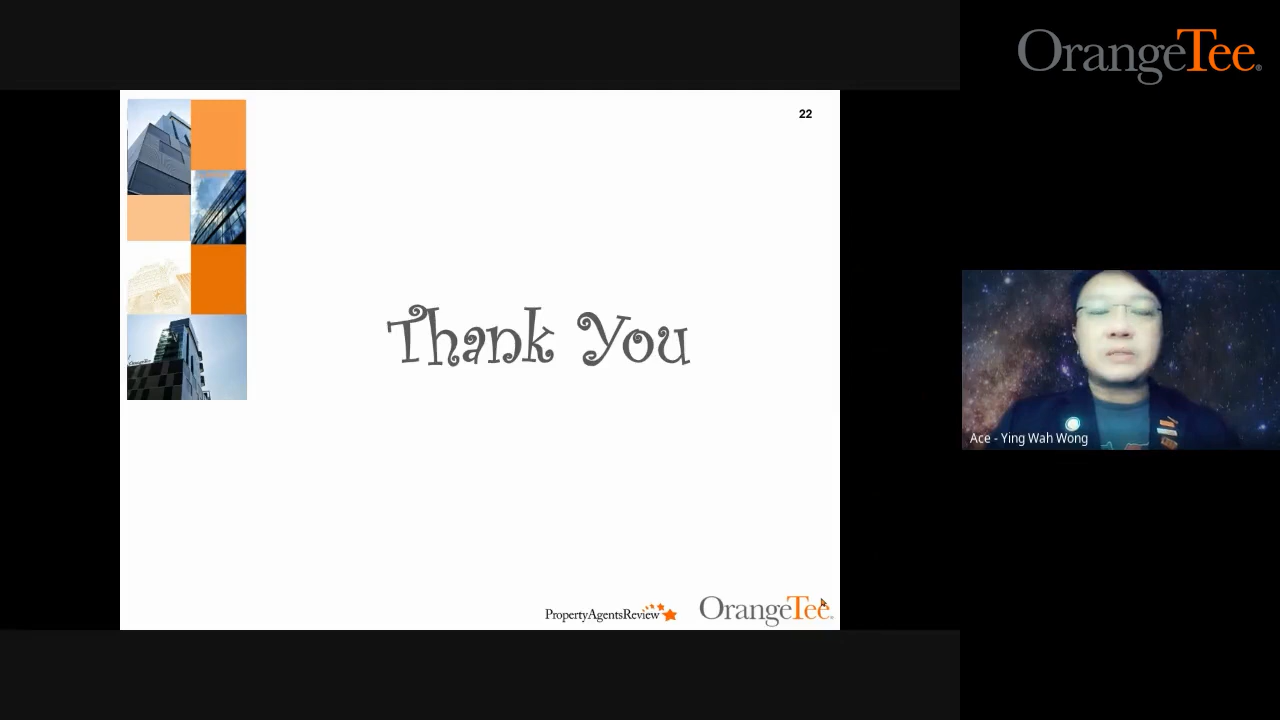 OrangeTee
22
Thank You
Ace - Ying Wah Wong
PropertyAgentsReview
OrangeTee